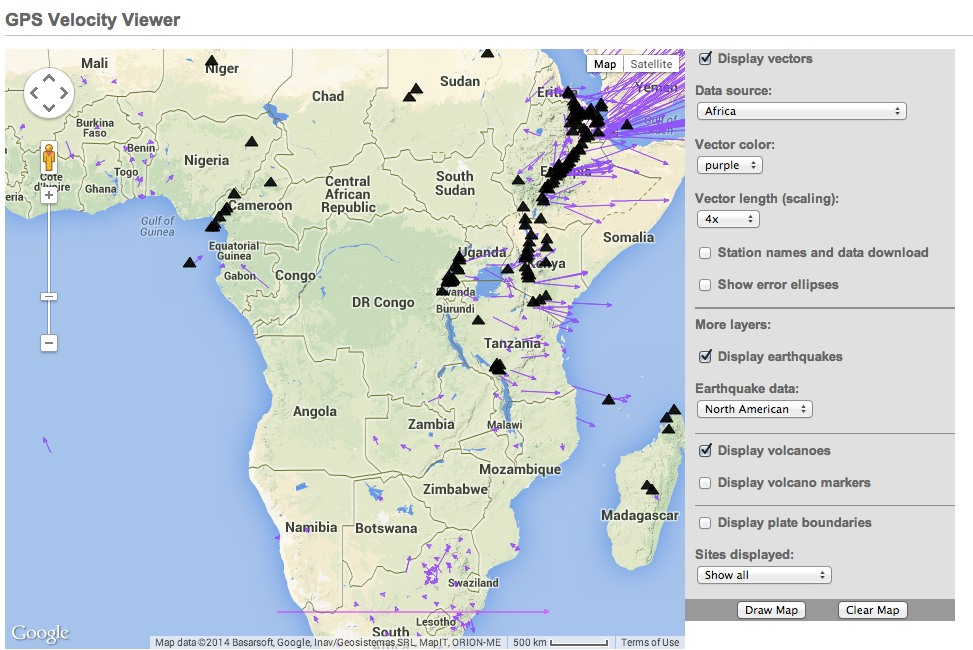 GPS Velocity Viewer
Map
Satellite
Mali
Niger
Chad
Sudan
Yemen
Burkina
Faso
Benin
Togo
Ghana
Nigeria
Cameroon
Central
African
Republic
South
Sudan
Somalia
Gulf of
Guinea
Equatorial
Guinea
Gabon
Congo
Uganda
Rwanda
Burundi
DR Congo
Tanzania
Angola
Zambia
Malawi
Mozambique
Zimbabwe
Madagascar
Namibia
Botswana
Swaziland
Lesotho
South
Google
Map data ©2014 Basarsoft, Google, Inav/Geosistemas SRL, MapIT, ORION-ME
500 km
Terms of Use
Display vectors
Data source:
Africa
Vector color:
purple
Vector length (scaling):
4x
Station names and data download
Show error ellipses
More layers:
Display earthquakes
Earthquake data:
North American
Display volcanoes
Display volcano markers
Display plate boundaries
Sites displayed:
Show all
Draw Map
Clear Map